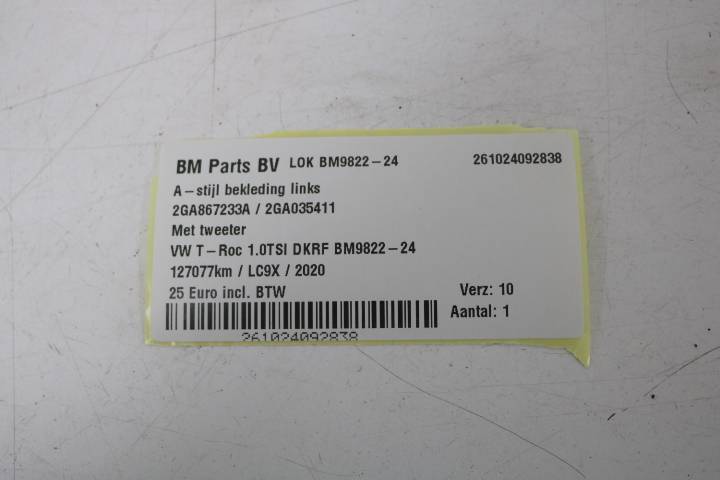 BM Parts BV LOK BM9822-24 261024092838
A-stijl bekleding links
2GA867233A / 2GA035411
Met tweeter
VW T-Roc 1.0TSI DKRF BM9822-24
127077km / LC9X / 2020
25 Euro incl. BTW Verz: 10
Aantal: 1
261024092838